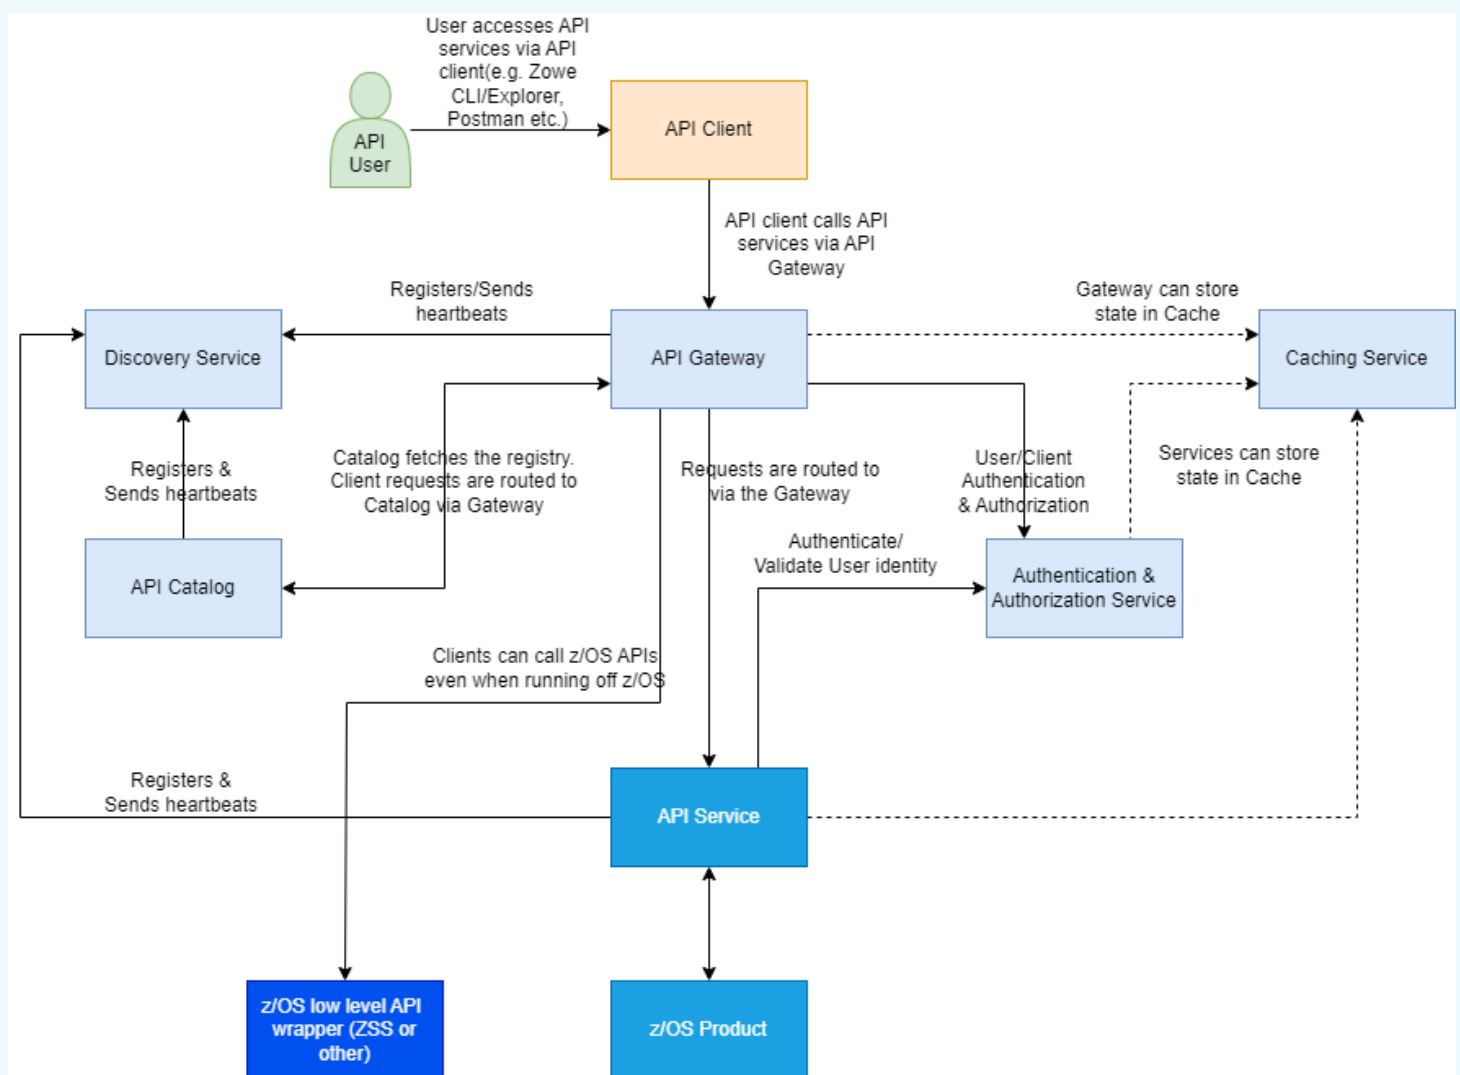 User accesses API
services via API
client(e.g. Zowe
CLI/Explorer,
Postman etc.)
API
User
API Client
API client calls API
services via API
Gateway
Registers/Sends
heartbeats
Gateway can store
state in Cache
Discovery Service
API Gateway
Caching Service
Registers &
Sends heartbeats
Catalog fetches the registry.
Client requests are routed to
Catalog via Gateway
Requests are routed to
via the Gateway
User/Client
Authentication
& Authorization
Services can store
state in Cache
Authenticate/
Validate User identity
API Catalog
Authentication &
Authorization Service
Clients can call z/OS APIs
even when running off z/OS
Registers &
Sends heartbeats
API Service
z/OS low level API
wrapper (ZSS or
other)
z/OS Product